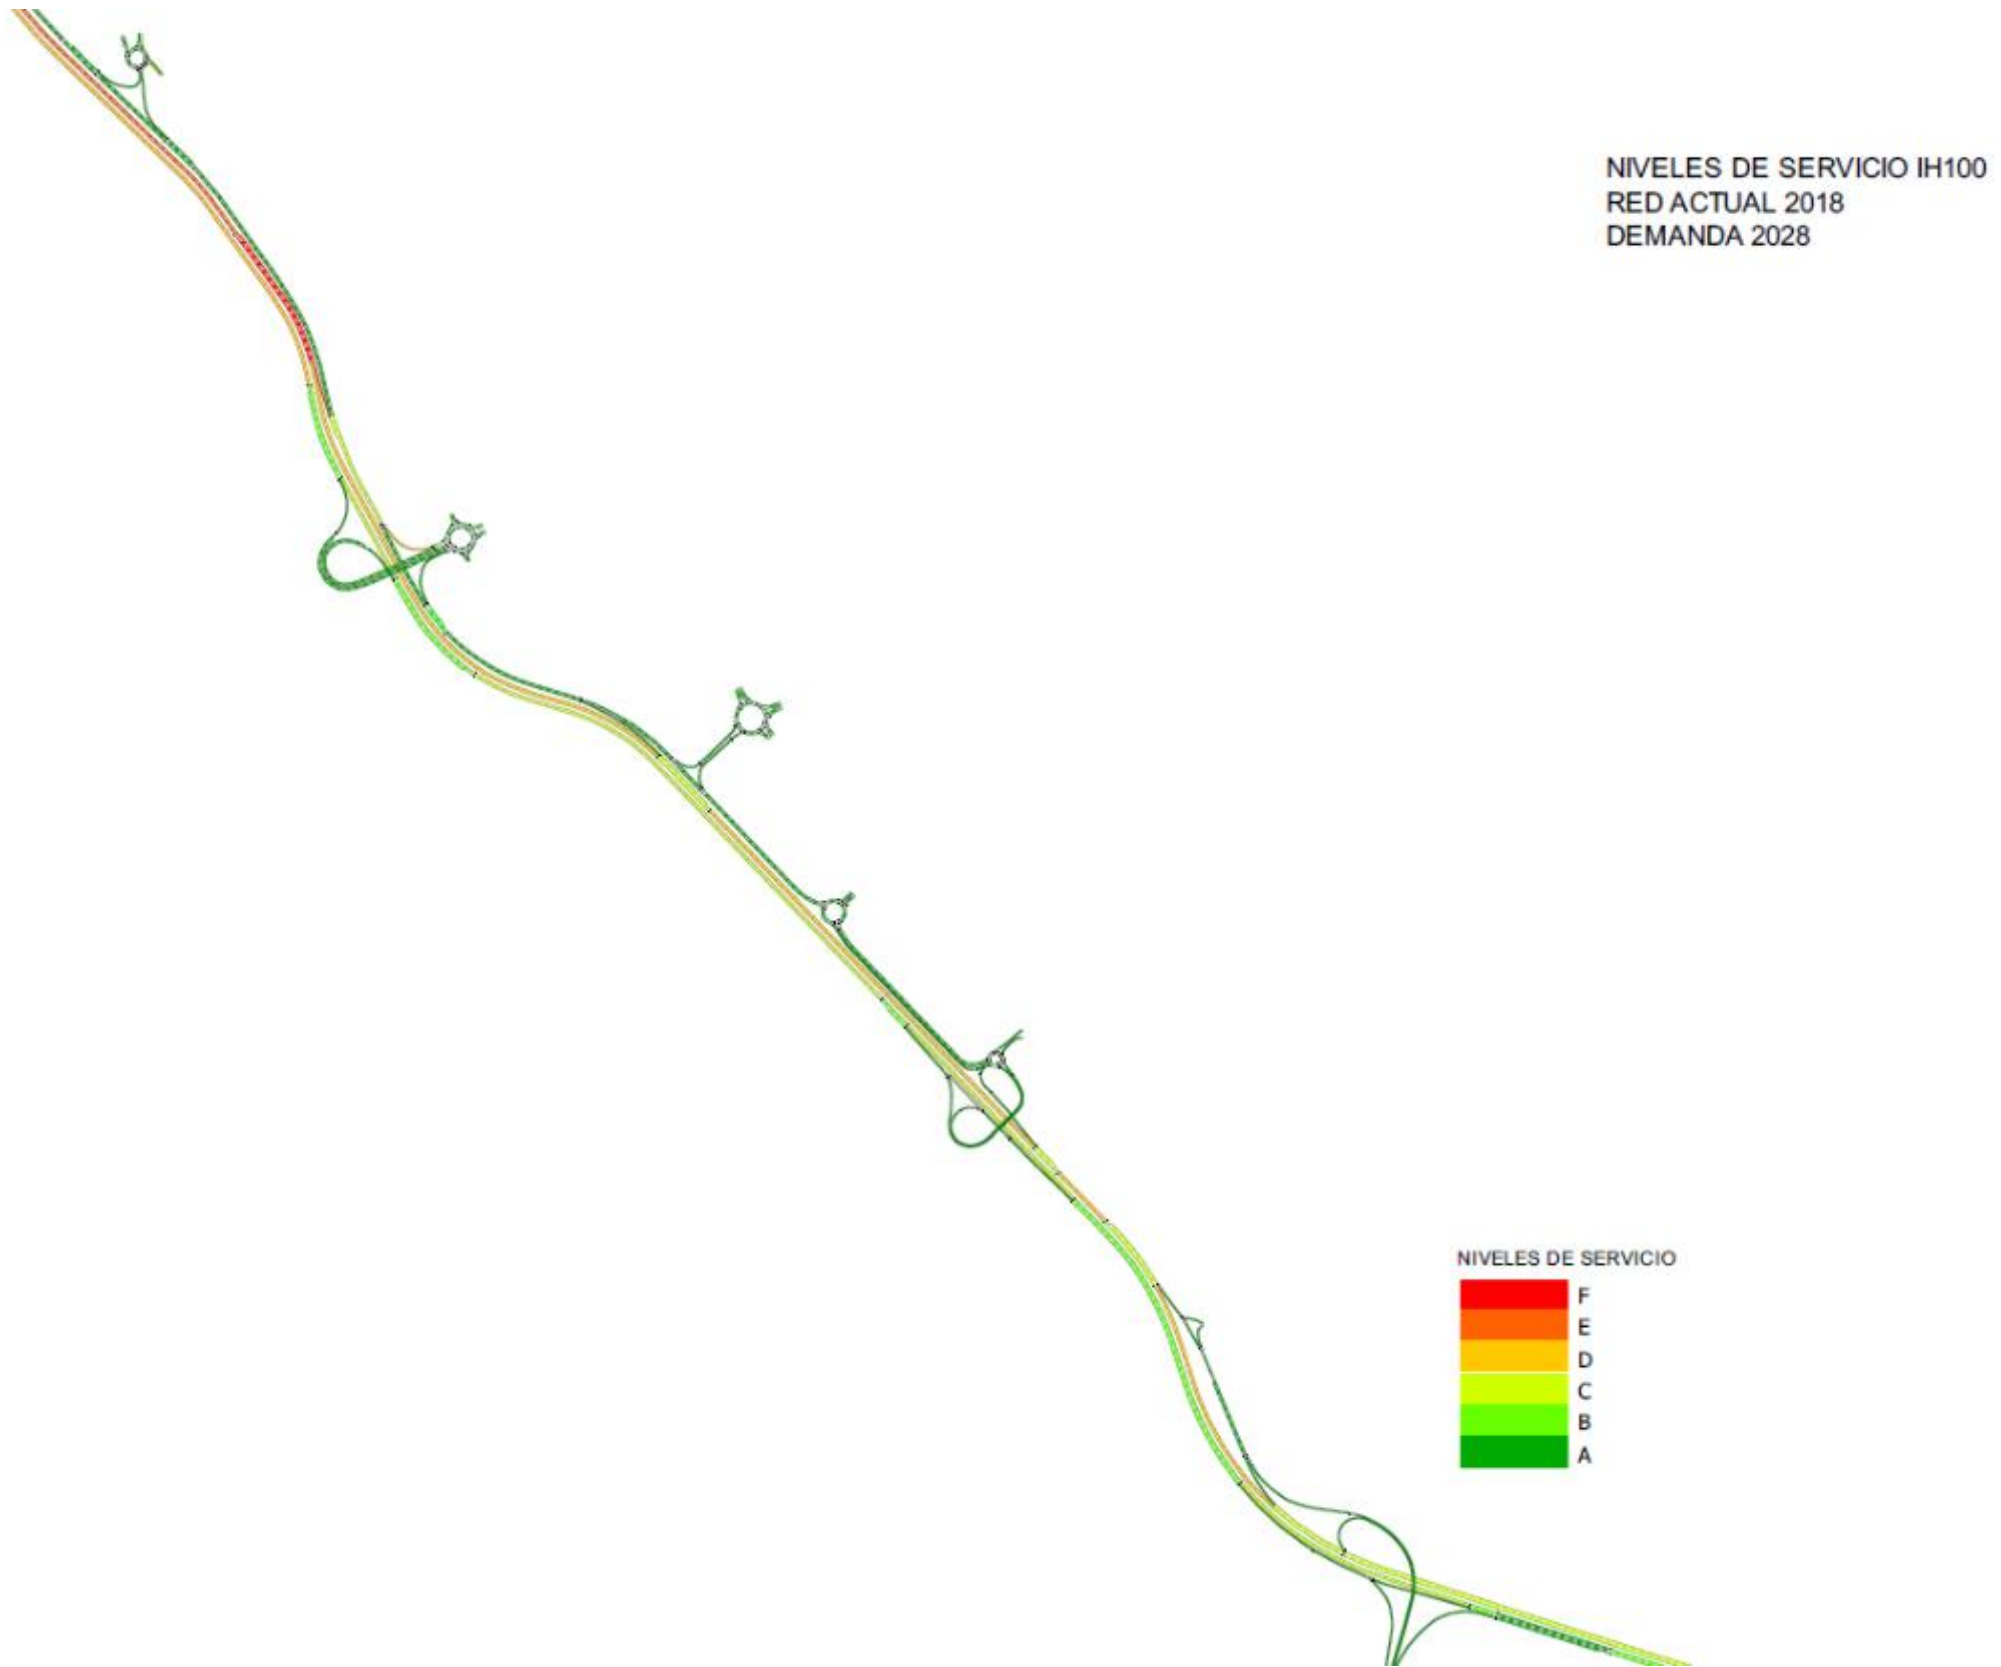 NIVELES DE SERVICIO IH100
RED ACTUAL 2018
DEMANDA 2028
NIVELES DE SERVICIO
F
E
D
C
B
A